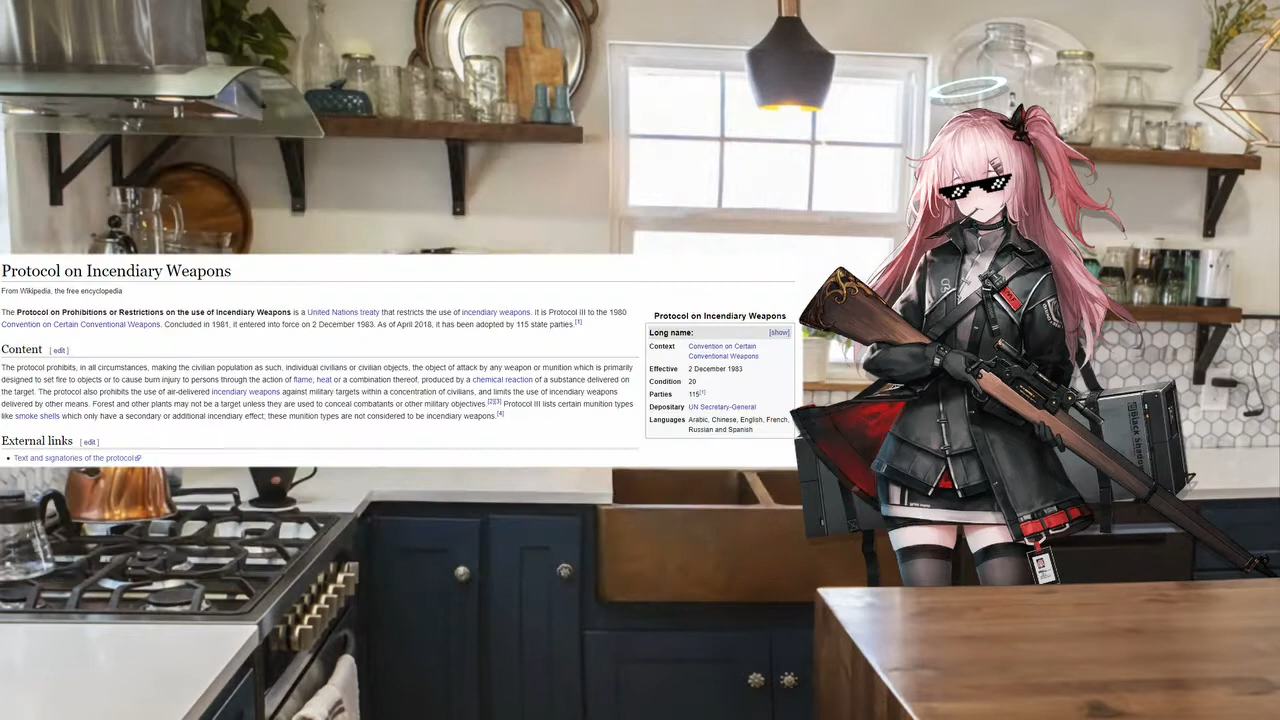 Protocol on Incendiary Weapons
From Wikipedia, the free encyclopedia
The Protocol on Prohibitions or Restrictions on the use of Incendiary Weapons is a United Nations treaty that restricts the use of incendiary weapons. It is Protocol III to the 1980
Convention on Certain Conventional Weapons. Concluded in 1981, it entered into force on 2 December 1983. As of April 2018, it has been adopted by 115 state parties.[1]
Content [ edit ]
The protocol prohibits, in all circumstances, making the civilian population as such, individual civilians or civilian objects, the object of attack by any weapon or munition which is primarily
designed to set fire to objects or to cause burn injury to persons through the action of flame, heat or a combination thereof, produced by a chemical reaction of a substance delivered on
the target. The protocol also prohibits the use of air-delivered incendiary weapons against military targets within a concentration of civilians, and limits the use of incendiary weapons
delivered by other means. Forest and other plants may not be a target unless they are used to conceal combatants or other military objectives.[2][3] Protocol III lists certain munition types
like smoke shells which only have a secondary or additional incendiary effect; these munition types are not considered to be incendiary weapons.[4]
External links [ edit ]
• Text and signatories of the protocol
Protocol on Incendiary Weapons
Long name: [show]
Context Convention on Certain
Conventional Weapons
Effective 2 December 1983
Condition 20
Parties 115[1]
Depositary UN Secretary-General
Languages Arabic, Chinese, English, French,
Russian and Spanish
Black Shadow